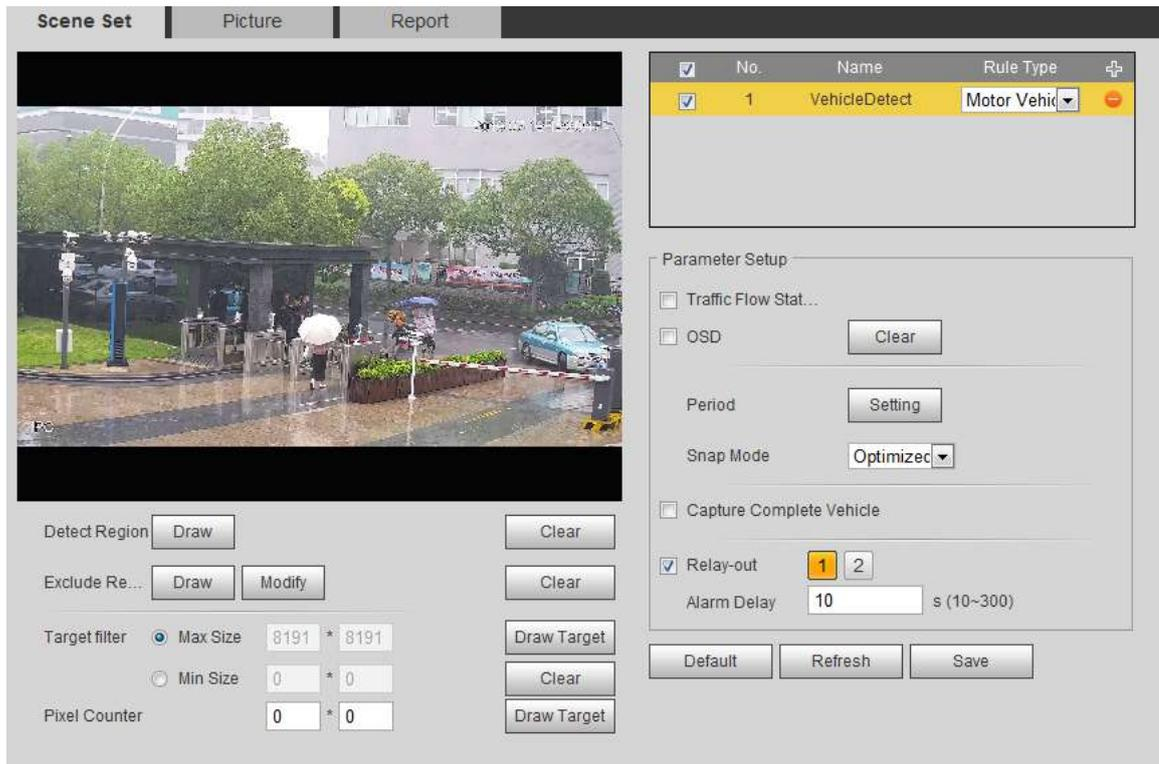 Scene Set Picture Report
No. Name Rule Type
1 VehicleDetect Motor Vehic
Parameter Setup
Traffic Flow Stat...
OSD Clear
Period Setting
Snap Mode Optimized
Capture Complete Vehicle
Relay-out 1 2
Alarm Delay 10 s (10~300)
Default Refresh Save
IPC
Detect Region Draw Clear
Exclude Re... Draw Modify Clear
Target filter Max Size 8191 * 8191 Draw Target
Min Size 0 * 0 Clear
Pixel Counter 0 * 0 Draw Target